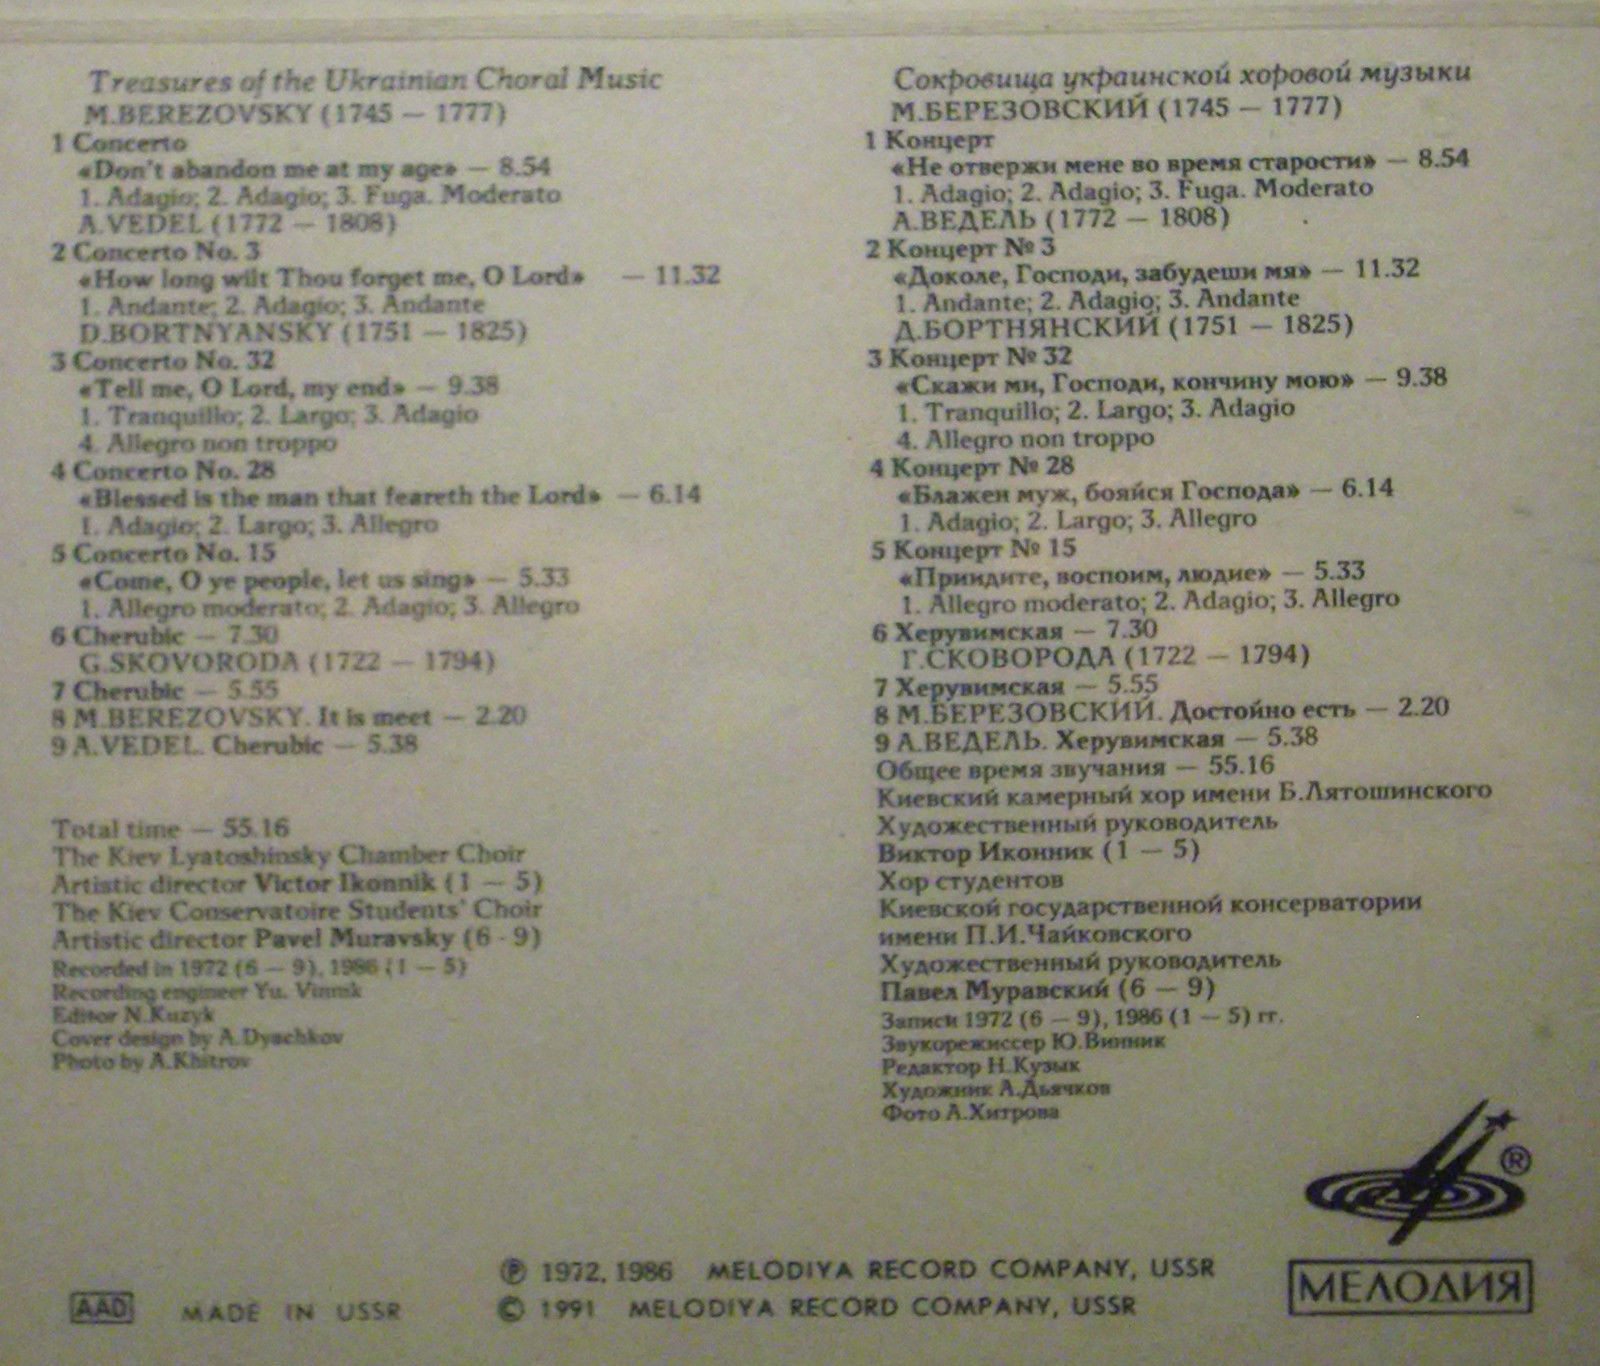 Treasures of the Ukrainian Choral Music
M.BEREZOVSKY (1745 — 1777)
1 Concerto
«Don't abandon me at my age» — 8.54
1. Adagio; 2. Adagio; 3. Fuga. Moderato
A.VEDEL (1772 — 1808)
2 Concerto No. 3
«How long wilt Thou forget me, O Lord» — 11.32
1. Andante; 2. Adagio; 3. Andante
D.BORTNYANSKY (1751 — 1825)
3 Concerto No. 32
«Tell me, O Lord, my end» — 9.38
1. Tranquillo; 2. Largo; 3. Adagio
4. Allegro non troppo
4 Concerto No. 28
«Blessed is the man that feareth the Lord» — 6.14
1. Adagio; 2. Largo; 3. Allegro
5 Concerto No. 15
«Come, O ye people, let us sing» — 5.33
1. Allegro moderato; 2. Adagio; 3. Allegro
6 Cherubic — 7.30
G.SKOVORODA (1722 — 1794)
7 Cherubic — 5.55
8 M.BEREZOVSKY. It is meet — 2.20
9 A.VEDEL. Cherubic — 5.38
Total time — 55.16
The Kiev Lyatoshinsky Chamber Choir
Artistic director Victor Ikonnik (1 — 5)
The Kiev Conservatoire Students' Choir
Artistic director Pavel Muravsky (6 - 9)
Recorded in 1972 (6 — 9), 1986 (1 — 5)
Recording engineer Yu. Vinnik
Editor N.Kuzyk
Cover design by A.Dyachkov
Photo by A.Khitrov
Сокровища украинской хоровой музыки
М.БЕРЕЗОВСКИЙ (1745 — 1777)
1 Концерт
«Не отвержи мене во время старости» — 8.54
1. Adagio; 2. Adagio; 3. Fuga. Moderato
А.ВЕДЕЛЬ (1772 — 1808)
2 Концерт № 3
«Доколе, Господи, забудеши мя» — 11.32
1. Andante; 2. Adagio; 3. Andante
Д.БОРТНЯНСКИЙ (1751 — 1825)
3 Концерт № 32
«Скажи ми, Господи, кончину мою» — 9.38
1. Tranquillo; 2. Largo; 3. Adagio
4. Allegro non troppo
4 Концерт № 28
«Блажен муж, бояйся Господа» — 6.14
1. Adagio; 2. Largo; 3. Allegro
5 Концерт № 15
«Приидите, воспоим, людие» — 5.33
1. Allegro moderato; 2. Adagio; 3. Allegro
6 Херувимская — 7.30
Г.СКОВОРОДА (1722 — 1794)
7 Херувимская — 5.55
8 М.БЕРЕЗОВСКИЙ. Достойно есть — 2.20
9 А.ВЕДЕЛЬ. Херувимская — 5.38
Общее время звучания — 55.16
Киевский камерный хор имени Б.Лятошинского
Художественный руководитель
Виктор Иконник (1 — 5)
Хор студентов
Киевской государственной консерватории
имени П.И.Чайковского
Художественный руководитель
Павел Муравский (6 — 9)
Записи 1972 (6 — 9), 1986 (1 — 5) гг.
Звукорежиссер Ю.Винник
Редактор Н.Кузык
Художник А.Дьячков
Фото А.Хитрова
®
МЕЛОДИЯ
℗ 1972, 1986 MELODIYA RECORD COMPANY, USSR
© 1991 MELODIYA RECORD COMPANY, USSR
AAD MADE IN USSR